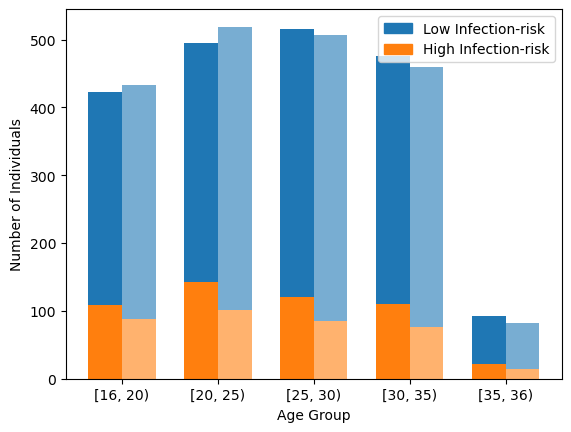 Low Infection-risk
High Infection-risk
Number of Individuals
500
400
300
200
100
0
[16, 20)
[20, 25)
[25, 30)
[30, 35)
[35, 36)
Age Group